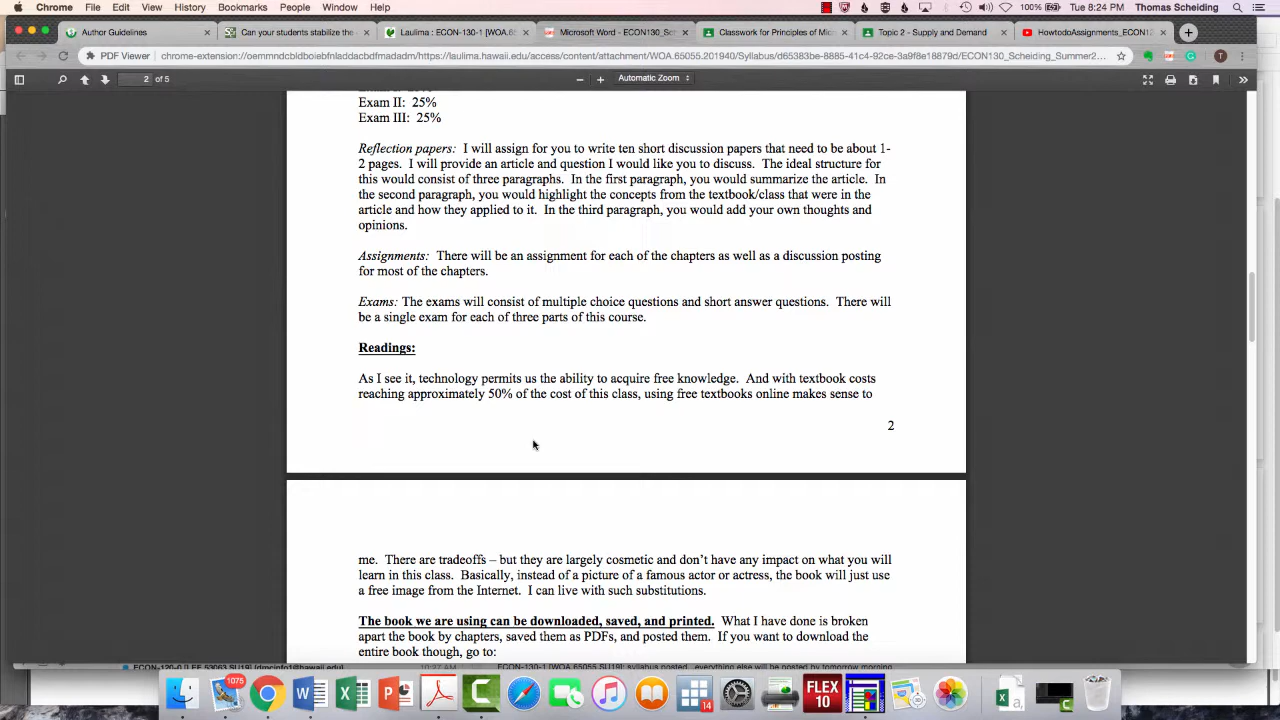 Chrome File Edit View History Bookmarks People Window Help 100% Tue 8:24 PM Thomas Scheiding
Author Guidelines × Can your students stabilize the × Laulima : ECON-130-1 [WOA.6 × Microsoft Word - ECON130_Sc × Classwork for Principles of Mic × Topic 2 - Supply and Demand × HowtodoAssignments_ECON1 ×
PDF Viewer chrome-extension://oemmndcbldboiebfnladdacbdfmadadm/https://laulima.hawaii.edu/access/content/attachment/WOA.65055.201940/Syllabus/d65383be-8885-41c4-92ce-3a9f8e18879d/ECON130_Scheiding_Summer2...
2 of 5 Automatic Zoom
Exam II: 25%
Exam III: 25%
Reflection papers: I will assign for you to write ten short discussion papers that need to be about 1-
2 pages. I will provide an article and question I would like you to discuss. The ideal structure for
this would consist of three paragraphs. In the first paragraph, you would summarize the article. In
the second paragraph, you would highlight the concepts from the textbook/class that were in the
article and how they applied to it. In the third paragraph, you would add your own thoughts and
opinions.
Assignments: There will be an assignment for each of the chapters as well as a discussion posting
for most of the chapters.
Exams: The exams will consist of multiple choice questions and short answer questions. There will
be a single exam for each of three parts of this course.
Readings:
As I see it, technology permits us the ability to acquire free knowledge. And with textbook costs
reaching approximately 50% of the cost of this class, using free textbooks online makes sense to
2
me. There are tradeoffs – but they are largely cosmetic and don't have any impact on what you will
learn in this class. Basically, instead of a picture of a famous actor or actress, the book will just use
a free image from the Internet. I can live with such substitutions.
The book we are using can be downloaded, saved, and printed. What I have done is broken
apart the book by chapters, saved them as PDFs, and posted them. If you want to download the
entire book though, go to:
1075
14
FLEX
10